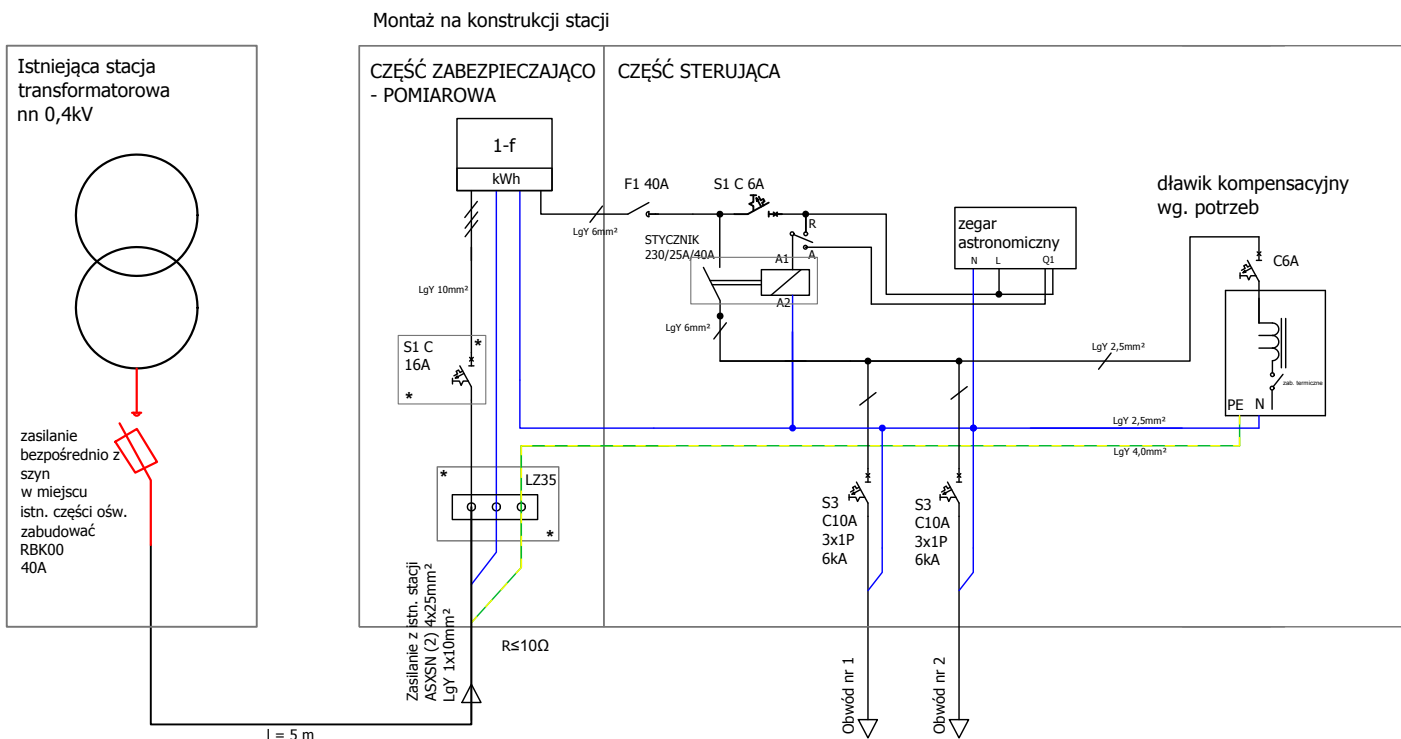 Montaż na konstrukcji stacji
Istniejąca stacja
transformatorowa
nn 0,4kV
zasilanie
bezpośrednio z
szyn
w miejscu
istn. części ośw.
zabudować
RBK00
40A
l = 5 m
CZĘŚĆ ZABEZPIECZAJĄCO
- POMIAROWA
1-f
kWh
LgY 10mm²
S1 C
16A
*
*
LZ35
*
*
Zasilanie z istn. stacji
ASXSN (2) 4x25mm²
LgY 1x10mm²
R≤10Ω
CZĘŚĆ STERUJĄCA
F1 40A
LgY 6mm²
S1 C 6A
STYCZNIK
230/25A/40A
R
A
A1
A2
LgY 6mm²
zegar
astronomiczny
N L Q1
dławik kompensacyjny
wg. potrzeb
C6A
LgY 2,5mm²
zab. termiczne
PE N
LgY 2,5mm²
LgY 4,0mm²
S3
C10A
3x1P
6kA
S3
C10A
3x1P
6kA
Obwód nr 1
Obwód nr 2